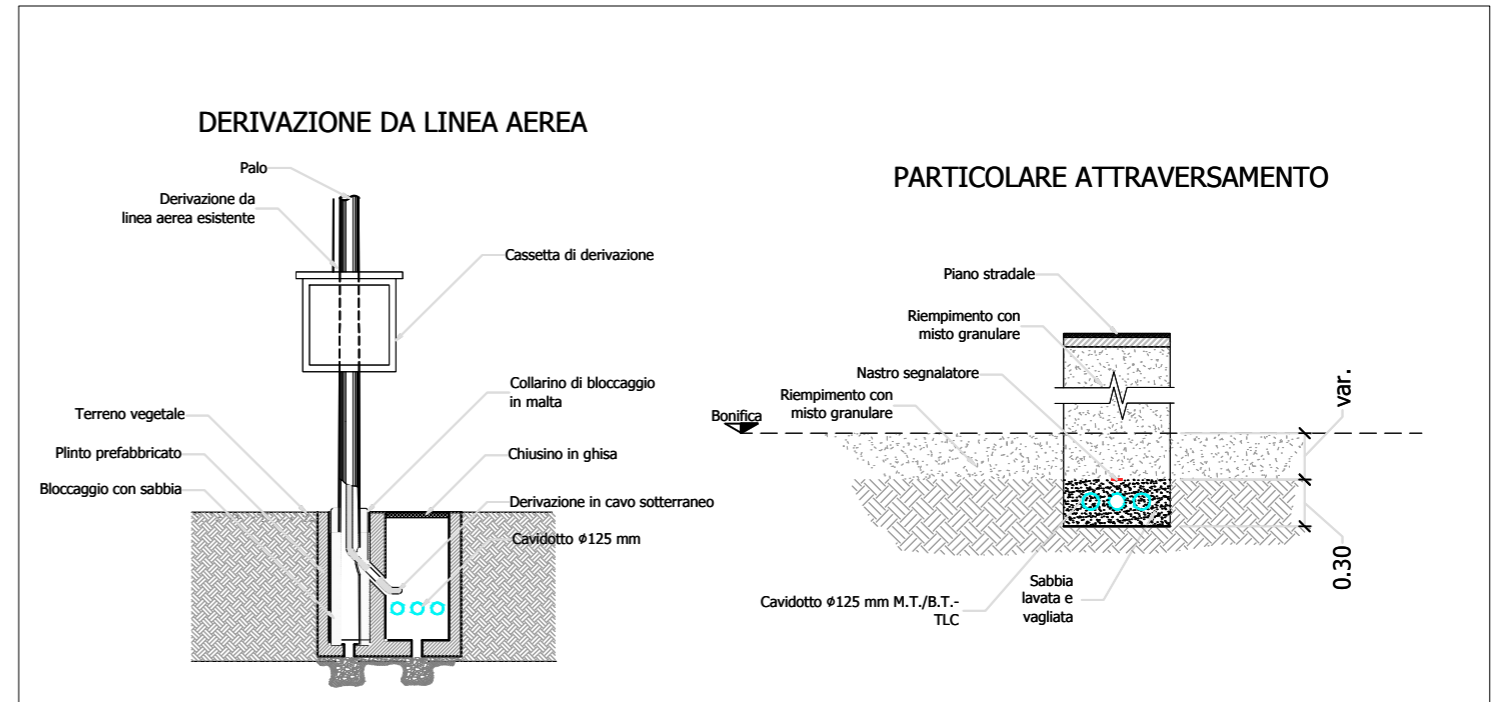 DERIVAZIONE DA LINEA AEREA
Palo
Derivazione da
linea aerea esistente
Cassetta di derivazione
Collarino di bloccaggio
in malta
Terreno vegetale
Plinto prefabbricato
Chiusino in ghisa
Bloccaggio con sabbia
Derivazione in cavo sotterraneo
Cavidotto φ125 mm
PARTICOLARE ATTRAVERSAMENTO
Piano stradale
Riempimento con
misto granulare
Nastro segnalatore
Riempimento con
misto granulare
Bonifica
var.
0.30
Cavidotto φ125 mm M.T./B.T.-
TLC
Sabbia
lavata e
vagliata